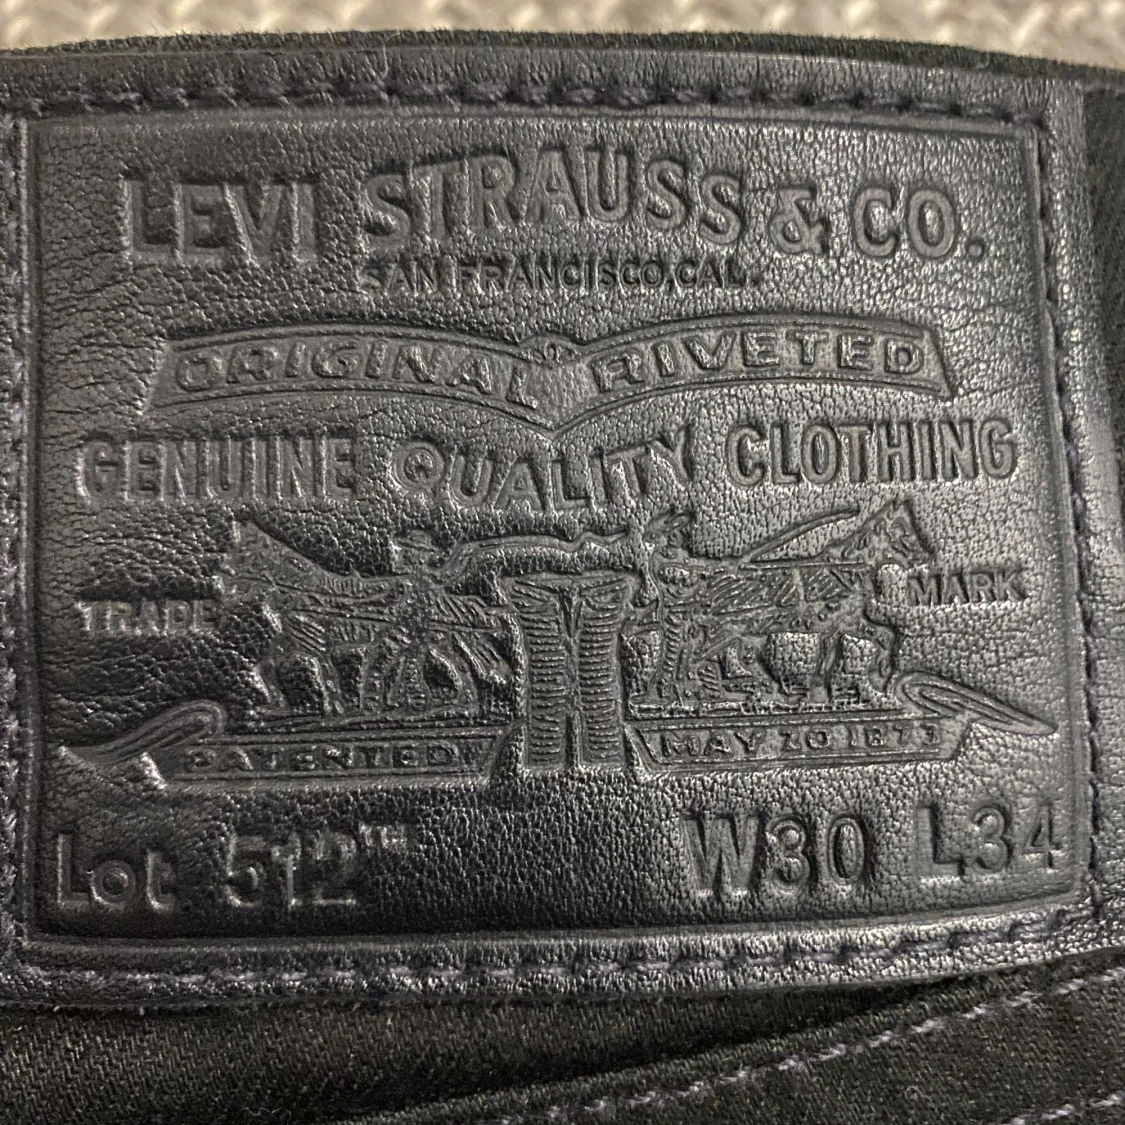 LEVI STRAUSS & CO.
SAN FRANCISCO, CAL.
ORIGINAL RIVETED
GENUINE QUALITY CLOTHING
TRADE MARK
PATENTED MAY 20 1873
Lot 512™ W30 L34